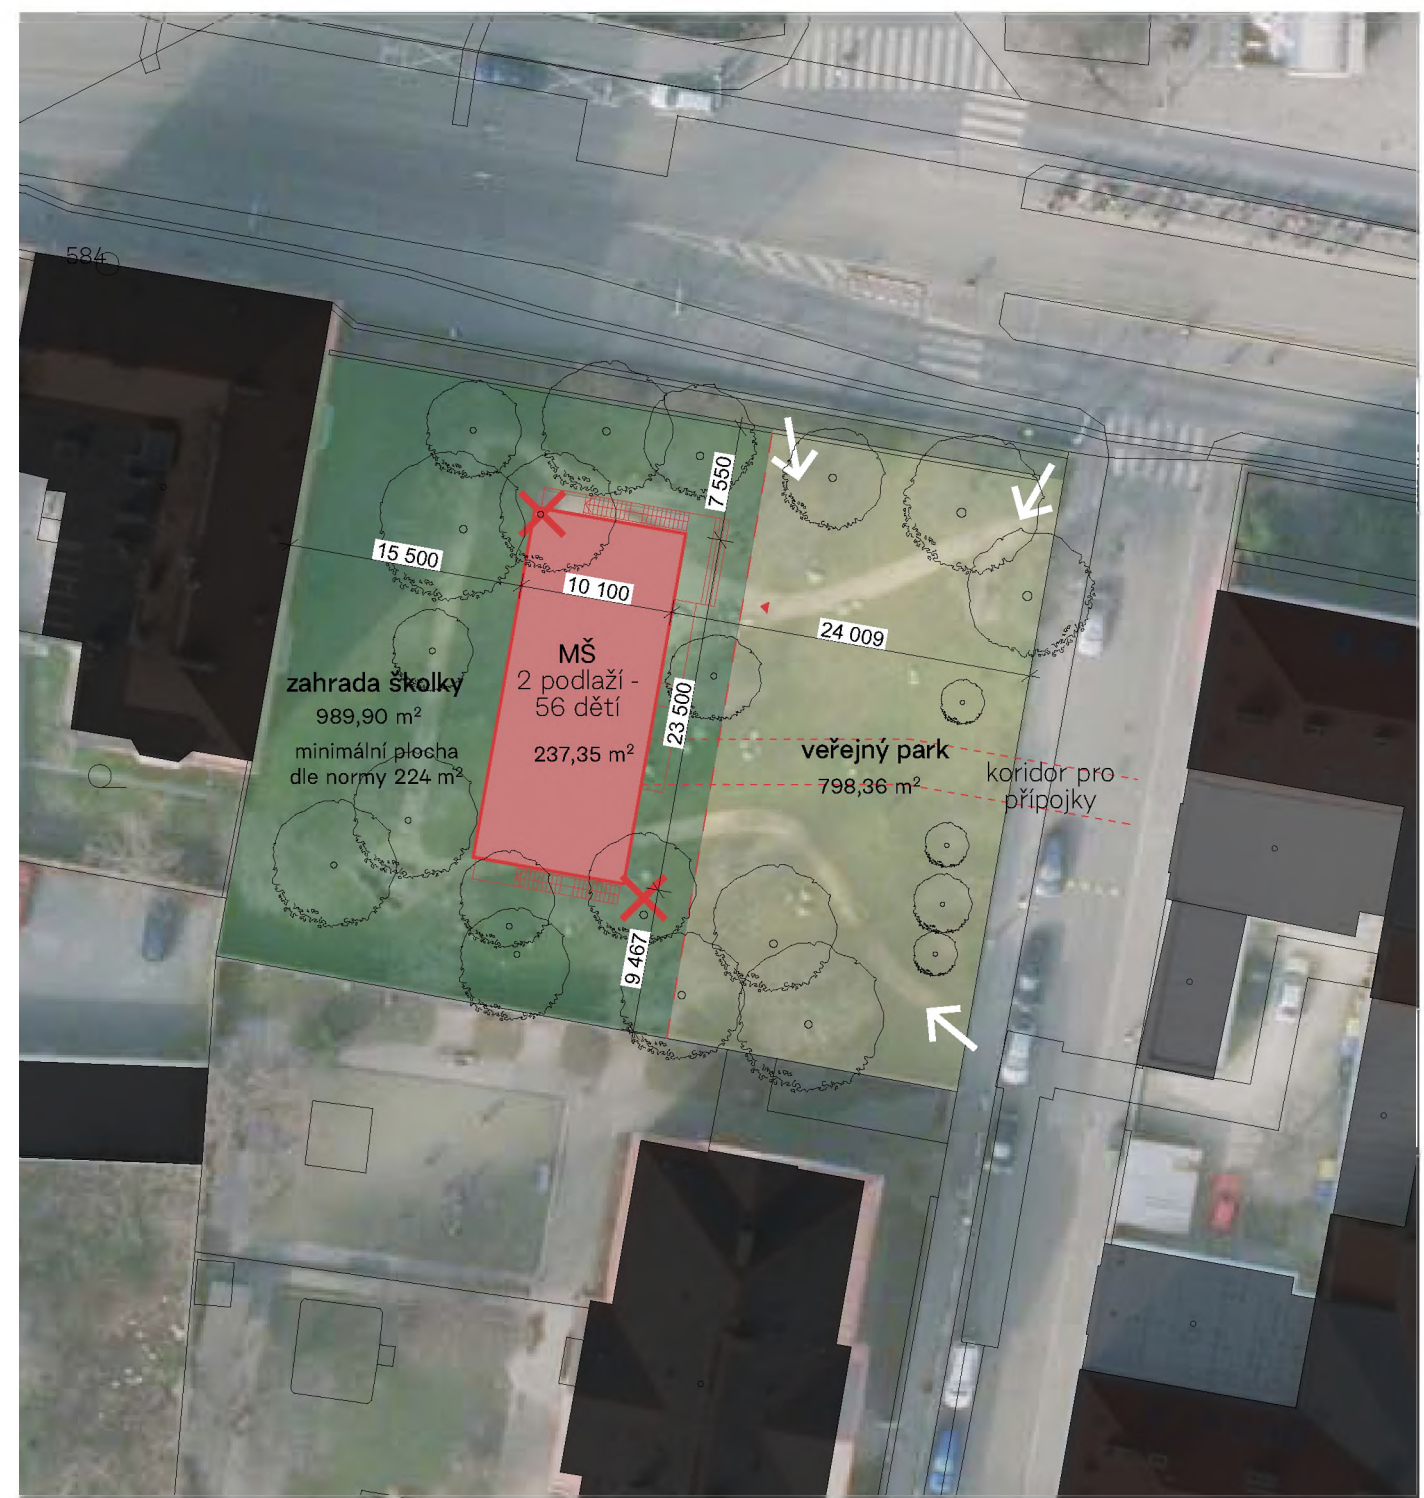 584
7 550
15 500
10 100
24 009
MŠ
2 podlaží -
56 dětí
237,35 m²
23 500
zahrada školky
989,90 m²
minimální plocha
dle normy 224 m²
veřejný park
798,36 m²
koridor pro
přípojky
9 467